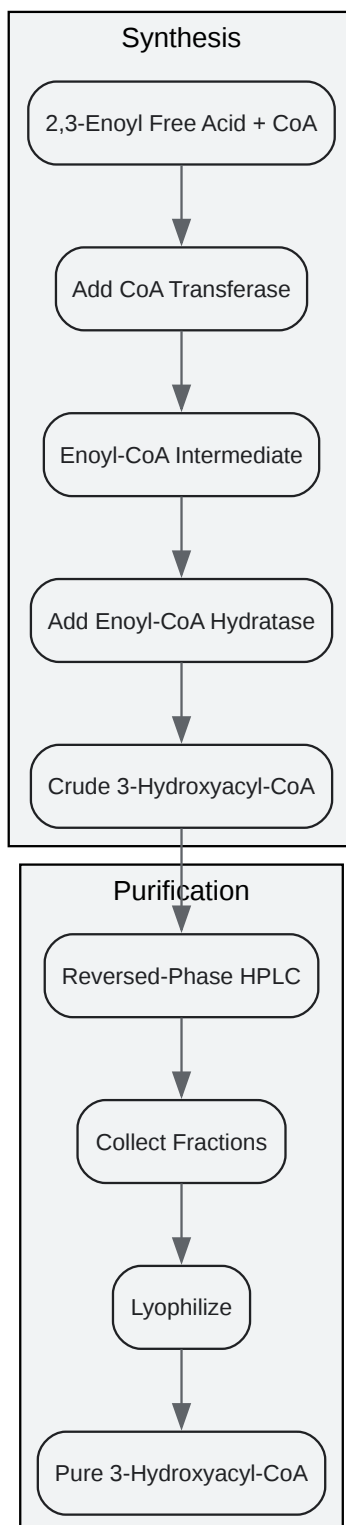 Synthesis
2,3-Enoyl Free Acid + CoA
Add CoA Transferase
Enoyl-CoA Intermediate
Add Enoyl-CoA Hydratase
Crude 3-Hydroxyacyl-CoA
Purification
Reversed-Phase HPLC
Collect Fractions
Lyophilize
Pure 3-Hydroxyacyl-CoA